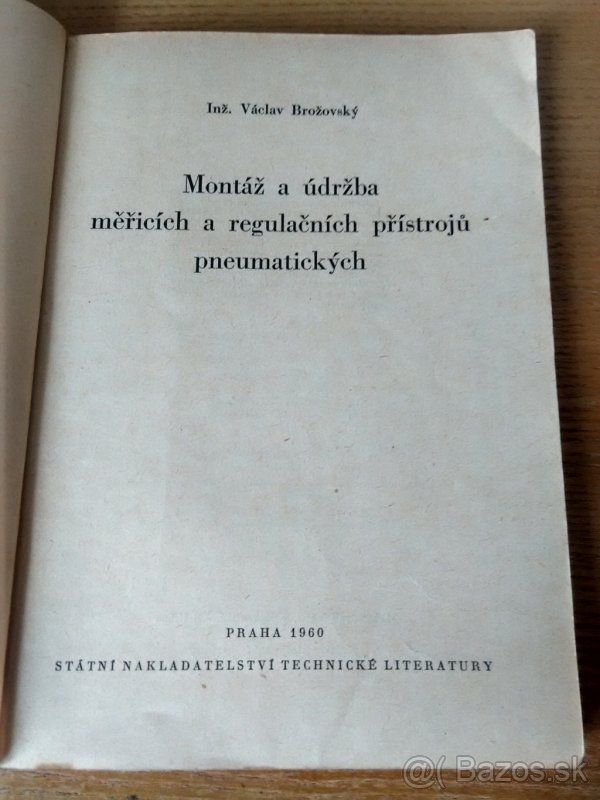 Inž. Václav Brožovský
Montáž a údržba
měřicích a regulačních přístrojů
pneumatických
PRAHA 1960
STÁTNÍ NAKLADATELSTVÍ TECHNICKÉ LITERATURY
@( Bazos.sk